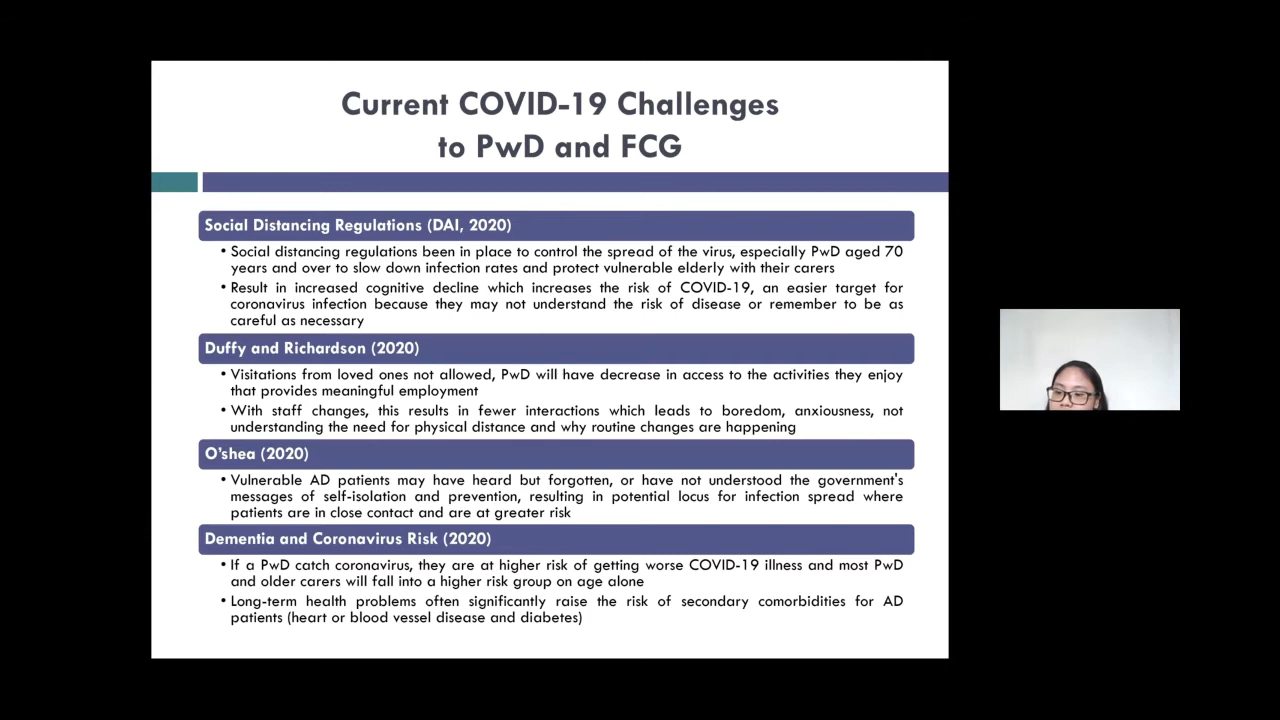 Current COVID-19 Challenges
to PwD and FCG
Social Distancing Regulations (DAI, 2020)
• Social distancing regulations been in place to control the spread of the virus, especially PwD aged 70
years and over to slow down infection rates and protect vulnerable elderly with their carers
• Result in increased cognitive decline which increases the risk of COVID-19, an easier target for
coronavirus infection because they may not understand the risk of disease or remember to be as
careful as necessary
Duffy and Richardson (2020)
• Visitations from loved ones not allowed, PwD will have decrease in access to the activities they enjoy
that provides meaningful employment
• With staff changes, this results in fewer interactions which leads to boredom, anxiousness, not
understanding the need for physical distance and why routine changes are happening
O'shea (2020)
• Vulnerable AD patients may have heard but forgotten, or have not understood the government's
messages of self-isolation and prevention, resulting in potential locus for infection spread where
patients are in close contact and are at greater risk
Dementia and Coronavirus Risk (2020)
• If a PwD catch coronavirus, they are at higher risk of getting worse COVID-19 illness and most PwD
and older carers will fall into a higher risk group on age alone
• Long-term health problems often significantly raise the risk of secondary comorbidities for AD
patients (heart or blood vessel disease and diabetes)